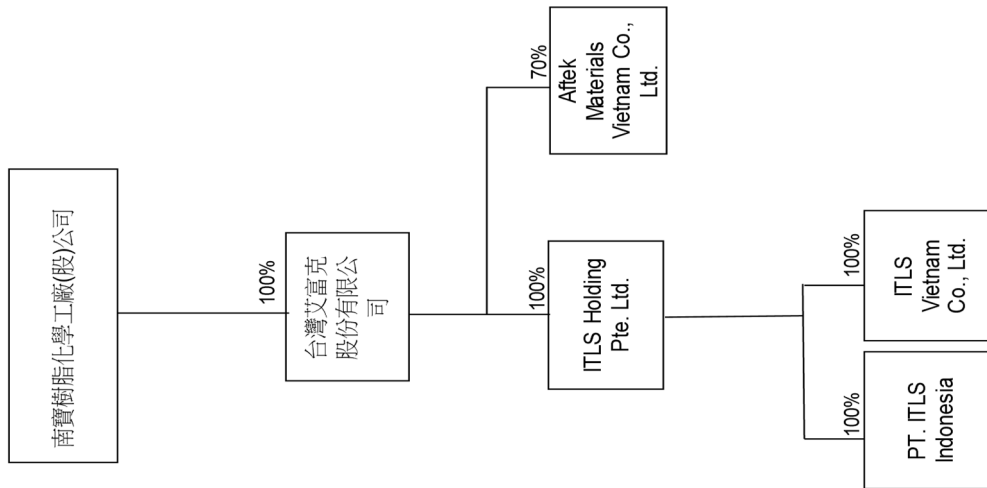 南寶樹脂化學工廠(股)公司
100%
台灣艾富克
股份有限公
司
100%
ITLS Holding
Pte. Ltd.
70%
Aftek
Materials
Vietnam Co.,
Ltd.
100%
PT. ITLS
Indonesia
100%
ITLS
Vietnam
Co., Ltd.